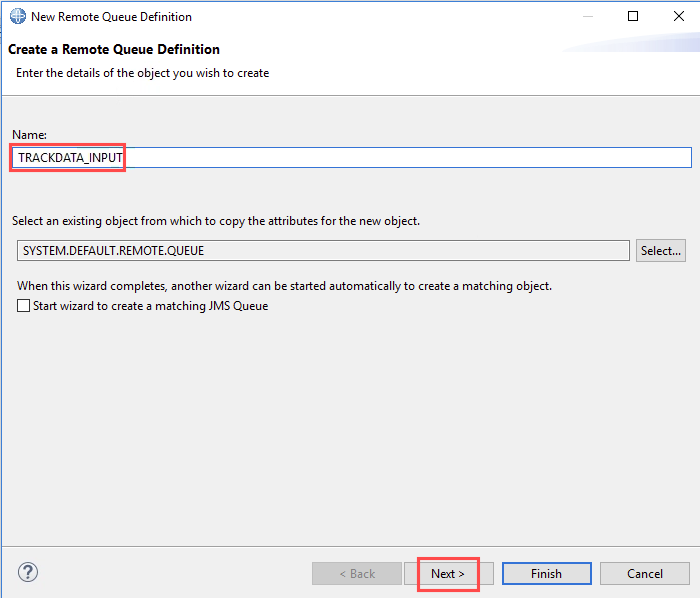 New Remote Queue Definition
Create a Remote Queue Definition
Enter the details of the object you wish to create
Name:
TRACKDATA_INPUT
Select an existing object from which to copy the attributes for the new object.
SYSTEM.DEFAULT.REMOTE.QUEUE Select...
When this wizard completes, another wizard can be started automatically to create a matching object.
Start wizard to create a matching JMS Queue
? < Back Next > Finish Cancel